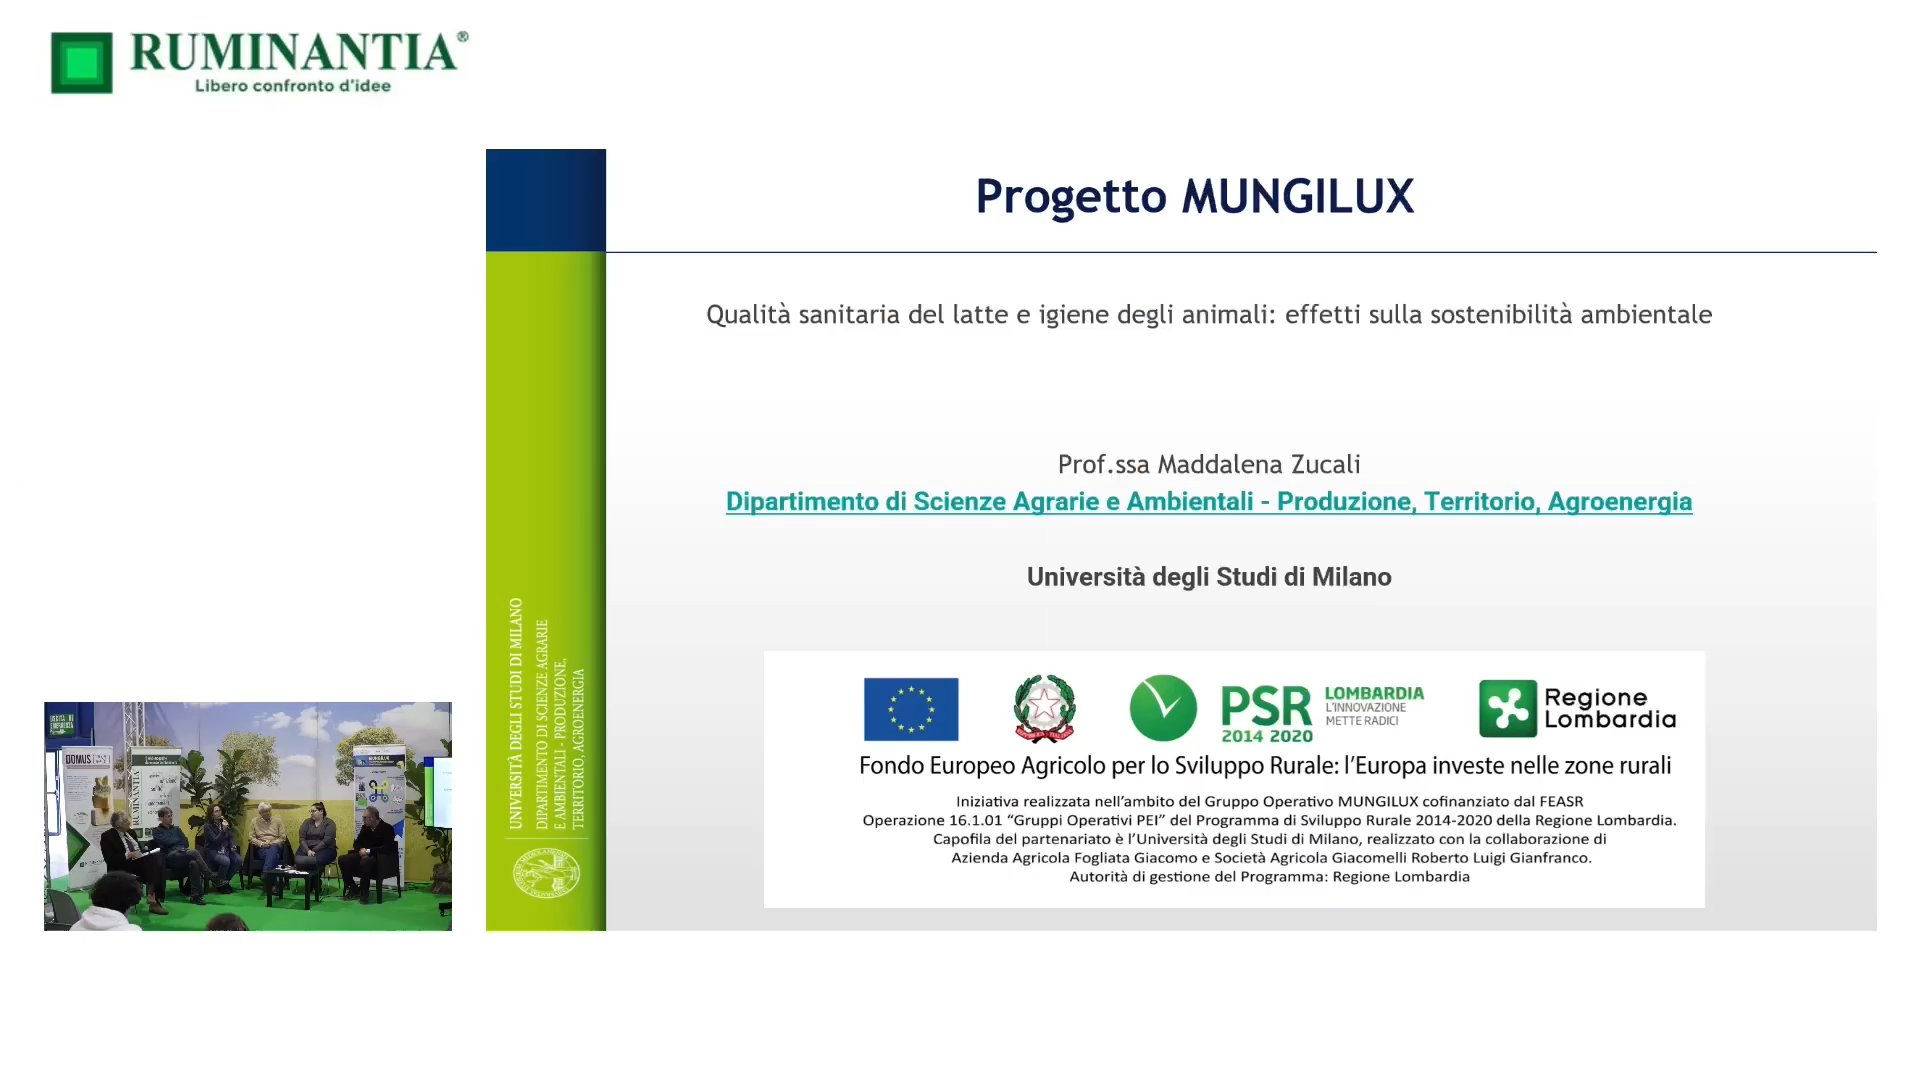 RUMINANTIA®
Libero confronto d'idee
Progetto MUNGILUX
Qualità sanitaria del latte e igiene degli animali: effetti sulla sostenibilità ambientale
Prof.ssa Maddalena Zucali
Dipartimento di Scienze Agrarie e Ambientali - Produzione, Territorio, Agroenergia
Università degli Studi di Milano
UNIVERSITÀ DEGLI STUDI DI MILANO
DIPARTIMENTO DI SCIENZE AGRARIE
E AMBIENTALI - PRODUZIONE,
TERRITORIO, AGROENERGIA
PSR
2014 2020
LOMBARDIA
L'INNOVAZIONE
METTE RADICI
Regione
Lombardia
Fondo Europeo Agricolo per lo Sviluppo Rurale: l'Europa investe nelle zone rurali
Iniziativa realizzata nell'ambito del Gruppo Operativo MUNGILUX cofinanziato dal FEASR
Operazione 16.1.01 “Gruppi Operativi PEI” del Programma di Sviluppo Rurale 2014-2020 della Regione Lombardia.
Capofila del partenariato è l'Università degli Studi di Milano, realizzato con la collaborazione di
Azienda Agricola Fogliata Giacomo e Società Agricola Giacomelli Roberto Luigi Gianfranco.
Autorità di gestione del Programma: Regione Lombardia
DOMUS
RUMINANTIA
MUNGILUX